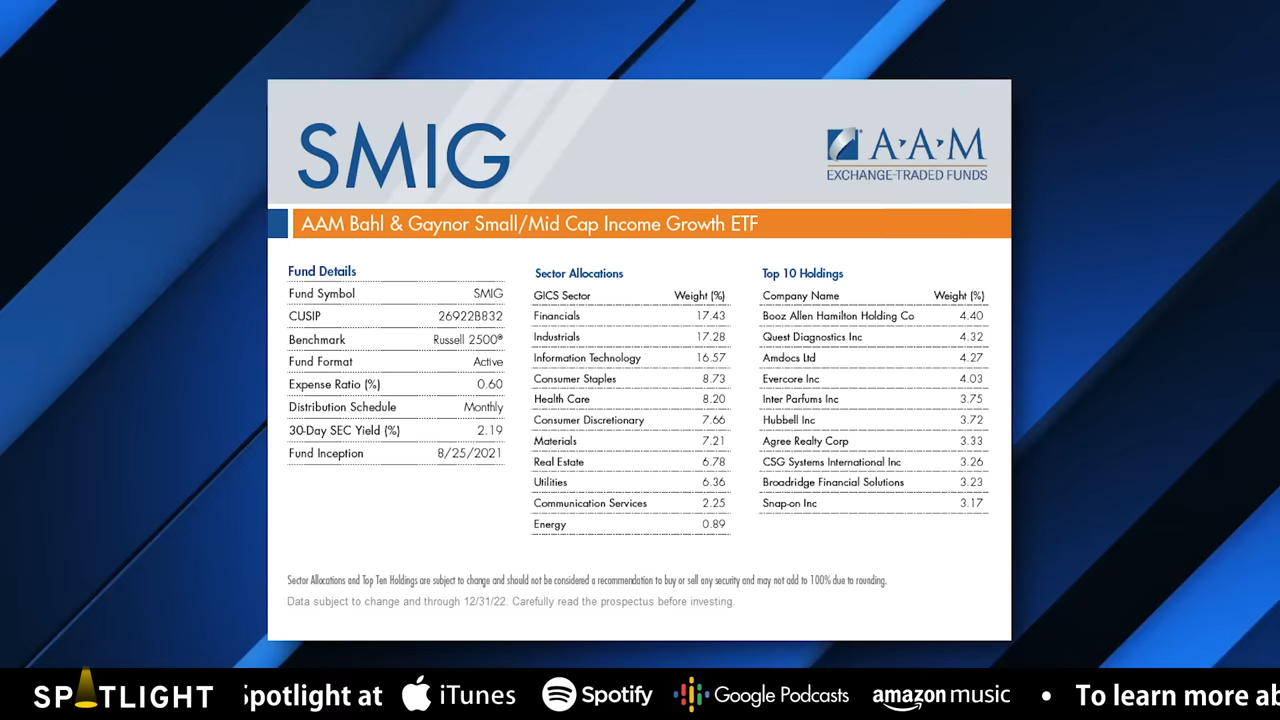 SMIG
A·A·M
EXCHANGE-TRADED FUNDS
AAM Bahl & Gaynor Small/Mid Cap Income Growth ETF
Fund Details
Fund Symbol SMIG
CUSIP 26922B832
Benchmark Russell 2500®
Fund Format Active
Expense Ratio (%) 0.60
Distribution Schedule Monthly
30-Day SEC Yield (%) 2.19
Fund Inception 8/25/2021
Sector Allocations
GICS Sector Weight (%)
Financials 17.43
Industrials 17.28
Information Technology 16.57
Consumer Staples 8.73
Health Care 8.20
Consumer Discretionary 7.66
Materials 7.21
Real Estate 6.78
Utilities 6.36
Communication Services 2.25
Energy 0.89
Top 10 Holdings
Company Name Weight (%)
Booz Allen Hamilton Holding Co 4.40
Quest Diagnostics Inc 4.32
Amdocs Ltd 4.27
Evercore Inc 4.03
Inter Parfums Inc 3.75
Hubbell Inc 3.72
Agree Realty Corp 3.33
CSG Systems International Inc 3.26
Broadridge Financial Solutions 3.23
Snap-on Inc 3.17
Sector Allocations and Top Ten Holdings are subject to change and should not be considered a recommendation to buy or sell any security and may not add to 100% due to rounding.
Data subject to change and through 12/31/22. Carefully read the prospectus before investing.
SPOTLIGHT Spotlight at iTunes Spotify Google Podcasts amazon music • To learn more ab